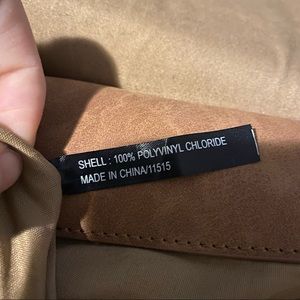 SHELL : 100% POLYVINYL CHLORIDE
MADE IN CHINA/11515